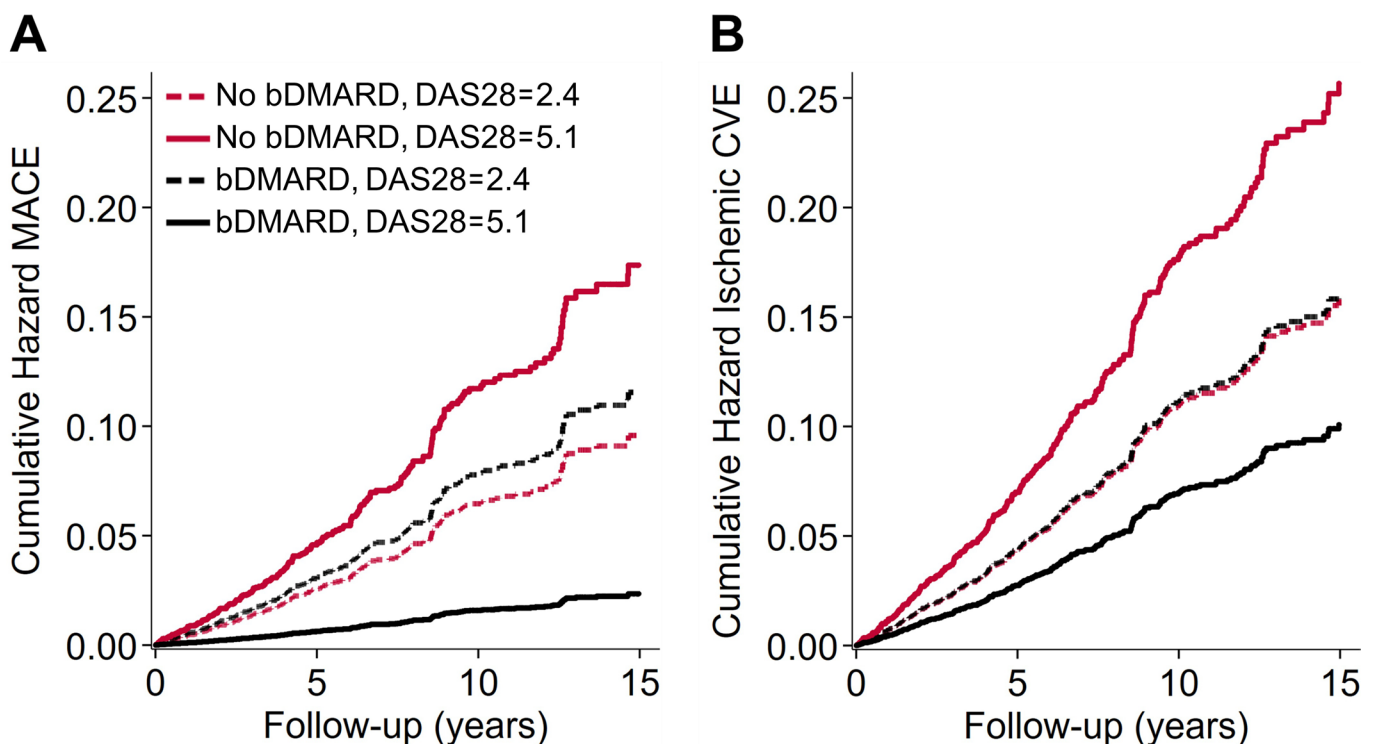 A
Cumulative Hazard MACE
0.25
0.20
0.15
0.10
0.05
0.00
No bDMARD, DAS28=2.4
No bDMARD, DAS28=5.1
bDMARD, DAS28=2.4
bDMARD, DAS28=5.1
0 5 10 15
Follow-up (years)
B
Cumulative Hazard Ischemic CVE
0.25
0.20
0.15
0.10
0.05
0.00
0 5 10 15
Follow-up (years)